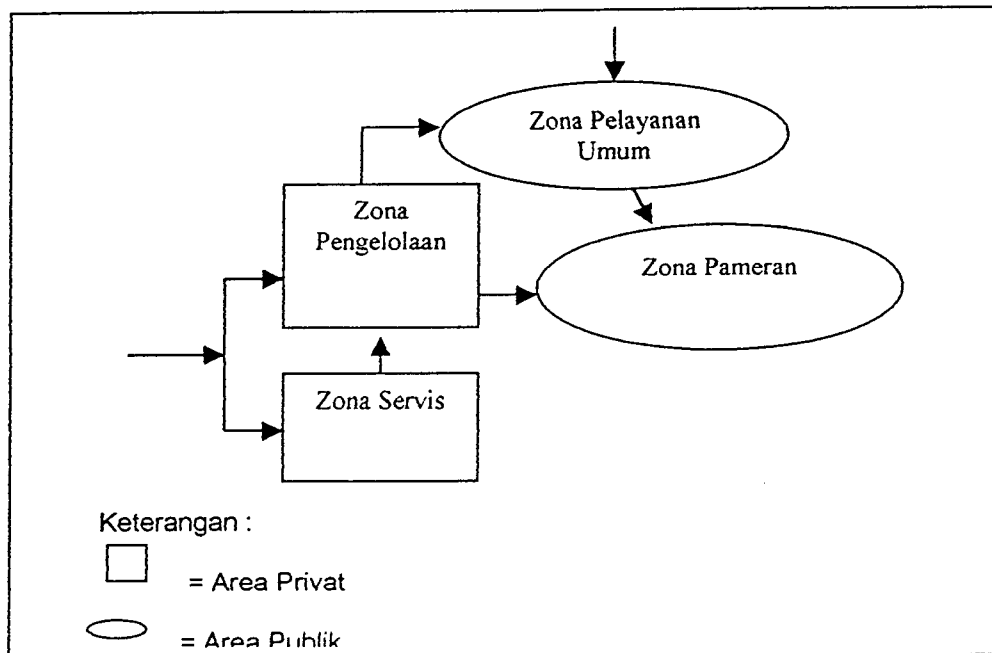 Zona Pelayanan
Umum
Zona
Pengelolaan
Zona Pameran
Zona Servis
Keterangan :
= Area Privat
= Area Publik